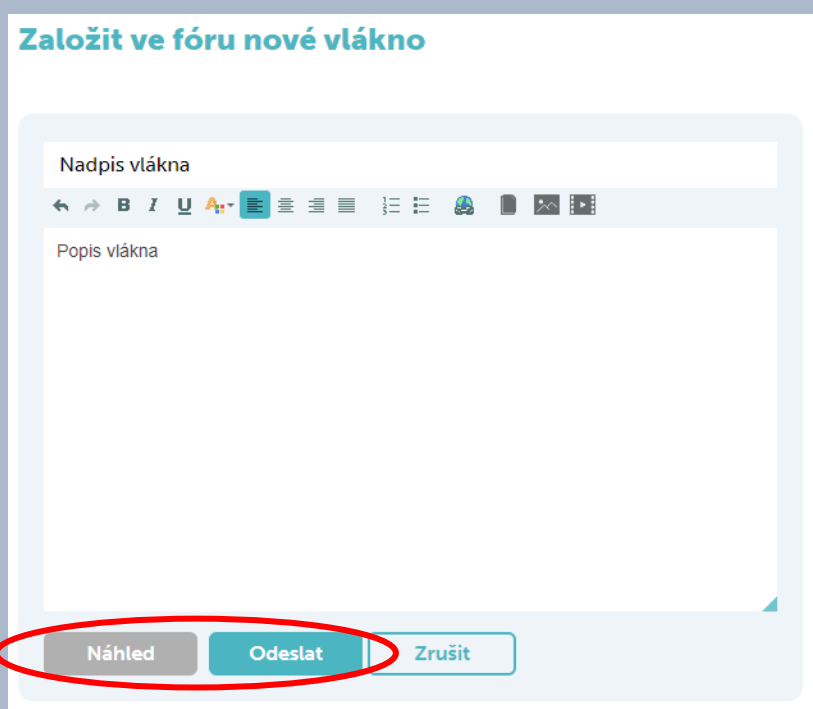 Založit ve fóru nové vlákno
Nadpis vlákna
B I U A
Popis vlákna
Náhled Odeslat Zrušit